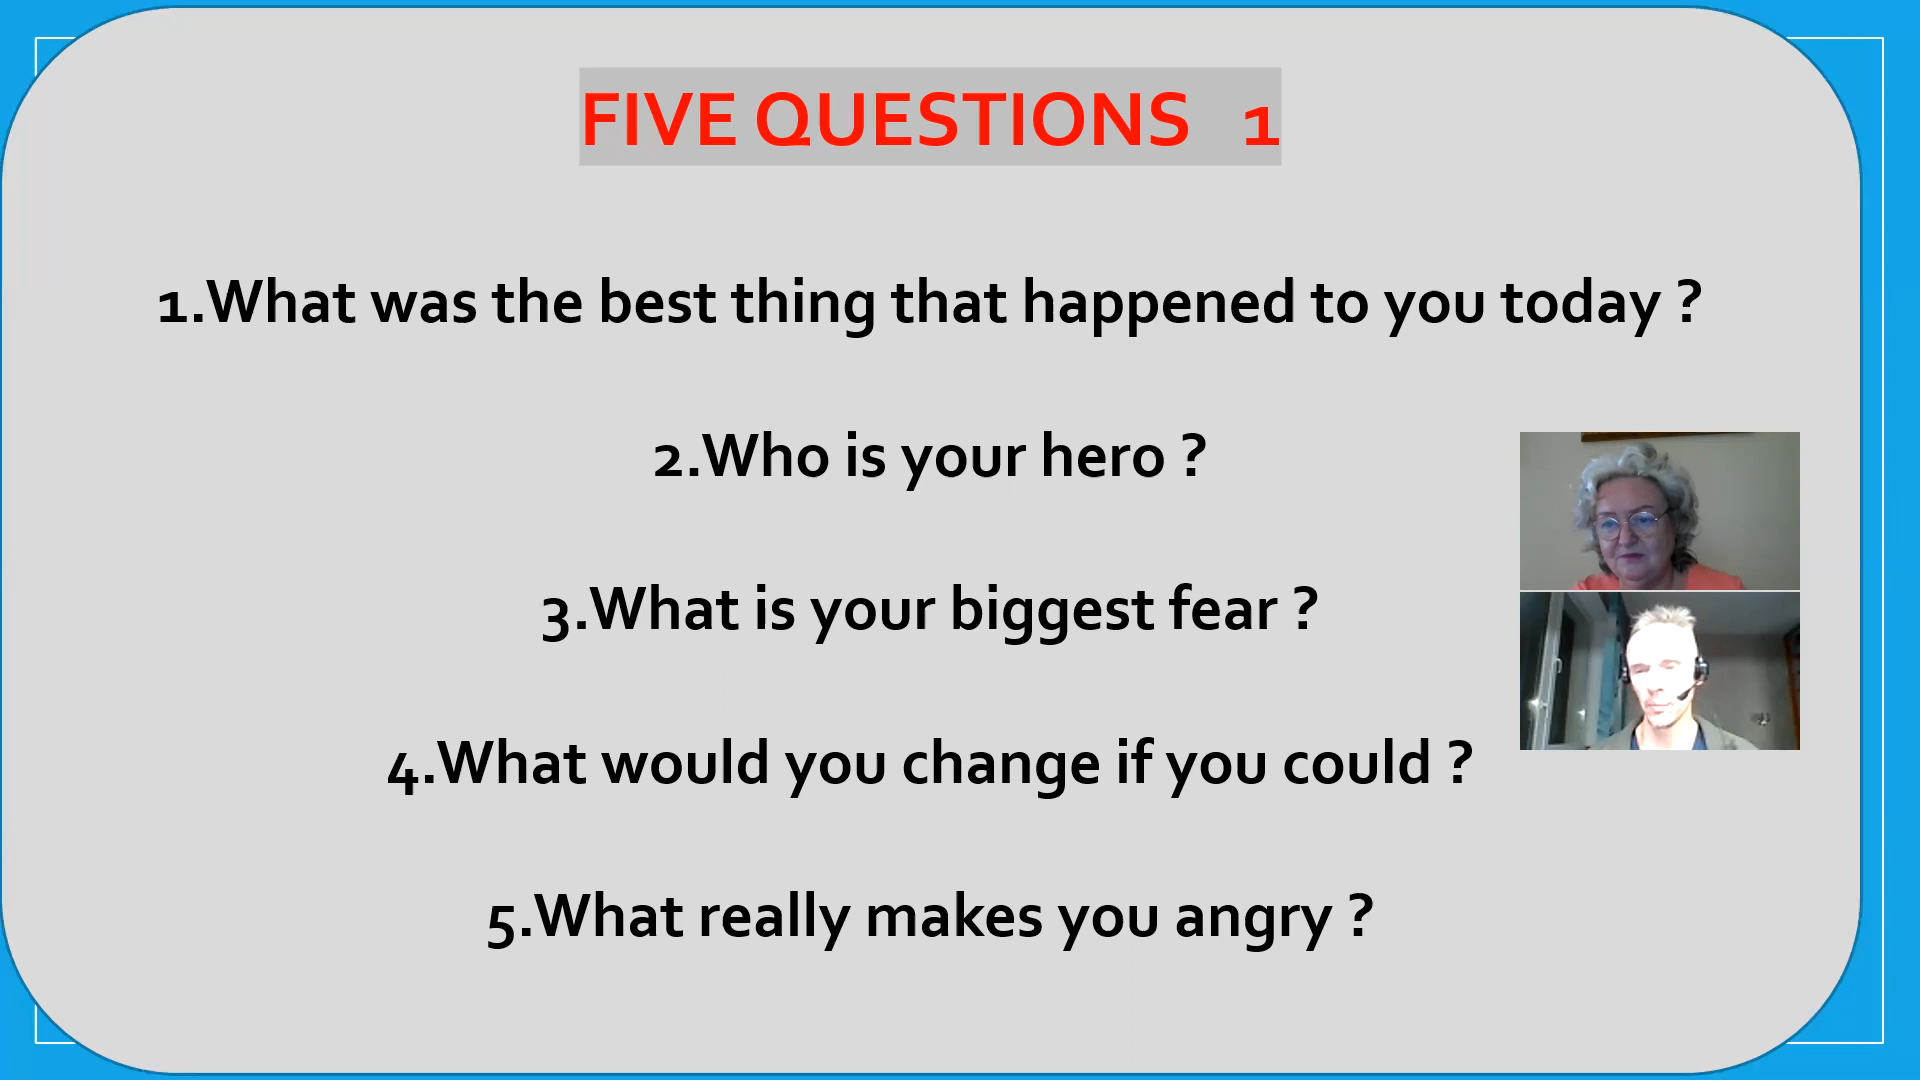 FIVE QUESTIONS 1
1.What was the best thing that happened to you today ?
2.Who is your hero ?
3.What is your biggest fear ?
4.What would you change if you could ?
5.What really makes you angry ?